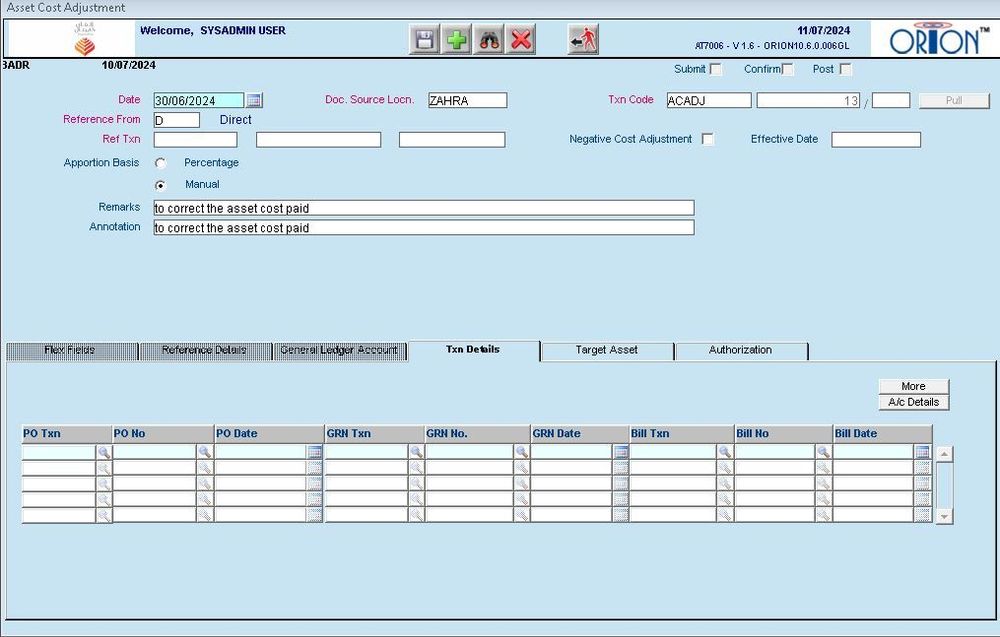 Asset Cost Adjustment
Welcome, SYSADMIN USER
11/07/2024
AT7006 - V 1.6 - ORION10.6.0.006GL
ORION™
10/07/2024
Submit Confirm Post
Date 30/06/2024 Doc. Source Locn. ZAHRA Txn Code ACADJ 13 / Pull
Reference From D Direct
Ref Txn Negative Cost Adjustment Effective Date
Apportion Basis Percentage
Manual
Remarks to correct the asset cost paid
Annotation to correct the asset cost paid
Flex Fields Reference Details General Ledger Account Txn Details Target Asset Authorization
More
A/c Details
PO Txn PO No PO Date GRN Txn GRN No. GRN Date Bill Txn Bill No Bill Date